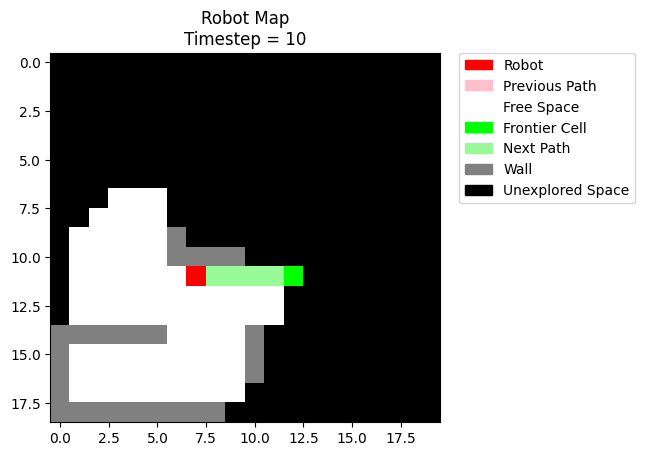 Robot Map
Timestep = 10
0.0
2.5
5.0
7.5
10.0
12.5
15.0
17.5
0.0
2.5
5.0
7.5
10.0
12.5
15.0
17.5
Robot
Previous Path
Free Space
Frontier Cell
Next Path
Wall
Unexplored Space